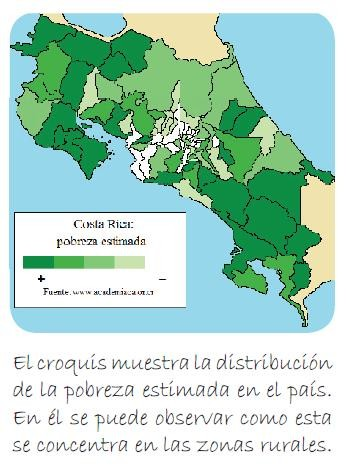 Costa Rica:
pobreza estimada
+ –
Fuente: www.academiaca.or.cr
El croquis muestra la distribución
de la pobreza estimada en el país.
En él se puede observar como esta
se concentra en las zonas rurales.